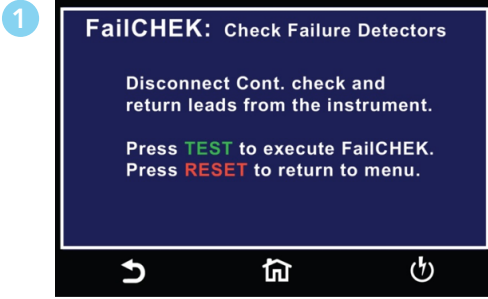 1
FailCHEK: Check Failure Detectors
Disconnect Cont. check and
return leads from the instrument.
Press TEST to execute FailCHEK.
Press RESET to return to menu.